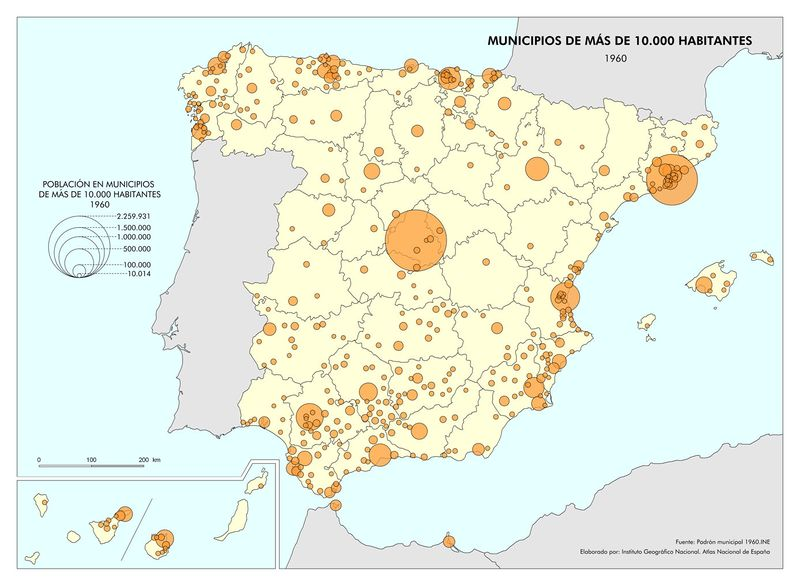 MUNICIPIOS DE MÁS DE 10.000 HABITANTES
1960
POBLACIÓN EN MUNICIPIOS
DE MÁS DE 10.000 HABITANTES
1960
2.259.931
1.500.000
1.000.000
500.000
100.000
10.014
0 100 200 km
Fuente: Padrón municipal 1960.INE
Elaborado por: Instituto Geográfico Nacional. Atlas Nacional de España